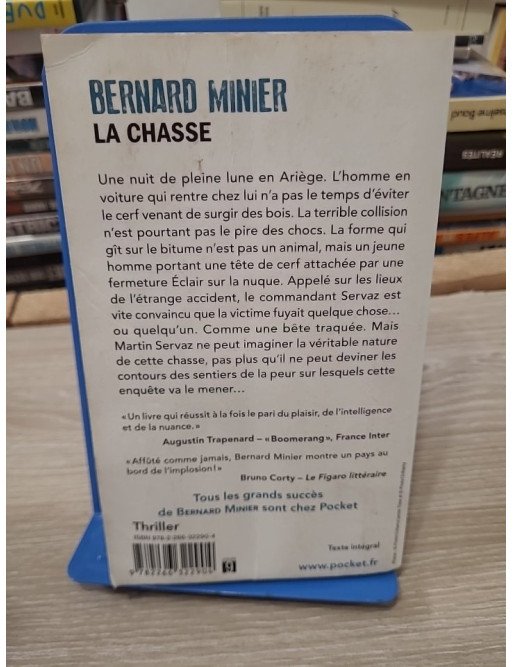 BERNARD MINIER
LA CHASSE
Une nuit de pleine lune en Ariège. L'homme en
voiture qui rentre chez lui n'a pas le temps d'éviter
le cerf venant de surgir des bois. La terrible collision
n'est pourtant pas le pire des chocs. La forme qui
gît sur le bitume n'est pas un animal, mais un jeune
homme portant une tête de cerf attachée par une
fermeture Éclair sur la nuque. Appelé sur les lieux
de l'étrange accident, le commandant Servaz est
vite convaincu que la victime fuyait quelque chose...
ou quelqu'un. Comme une bête traquée. Mais
Martin Servaz ne peut imaginer la véritable nature
de cette chasse, pas plus qu'il ne peut deviner les
contours des sentiers de la peur sur lesquels cette
enquête va le mener...
« Un livre qui réussit à la fois le pari du plaisir, de l'intelligence
et de la nuance. »
Augustin Trapenard – « Boomerang », France Inter
« Affûté comme jamais, Bernard Minier montre un pays au
bord de l'implosion ! »
Bruno Corty – Le Figaro littéraire
Tous les grands succès
de BERNARD MINIER sont chez Pocket
Thriller
Texte intégral
www.pocket.fr
REALITES